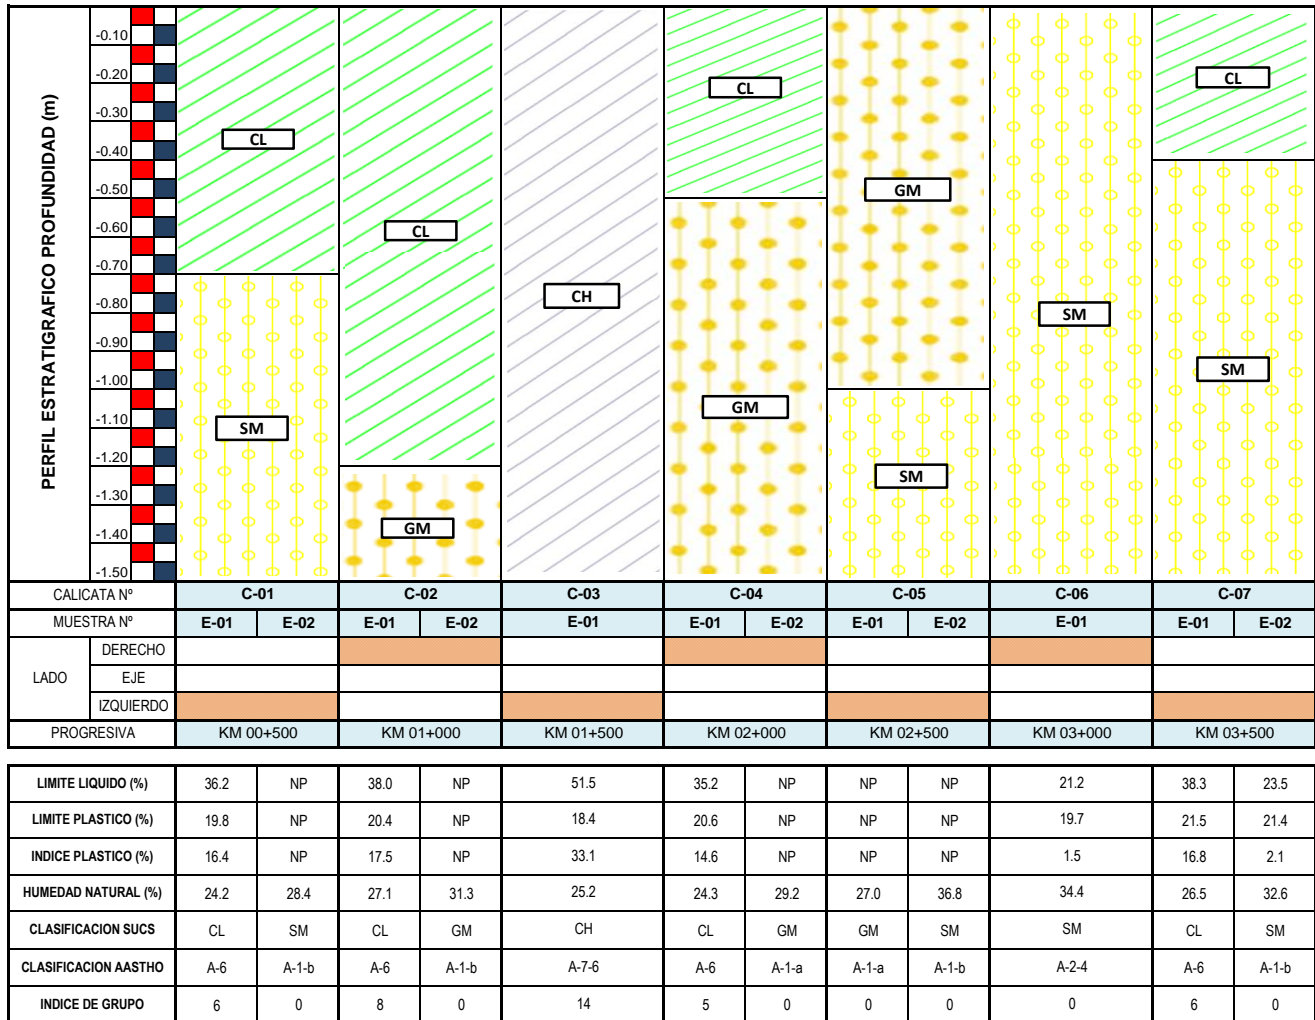 PERFIL ESTRATIGRAFICO PROFUNDIDAD (m)
-0.10
-0.20
-0.30
-0.40
-0.50
-0.60
-0.70
-0.80
-0.90
-1.00
-1.10
-1.20
-1.30
-1.40
-1.50
CL
SM
CL
GM
CH
CL
GM
GM
SM
SM
CL
SM
CALICATA Nº C-01 C-02 C-03 C-04 C-05 C-06 C-07
MUESTRA Nº E-01 E-02 E-01 E-02 E-01 E-01 E-02 E-01 E-02 E-01 E-01 E-02
LADO
DERECHO
EJE
IZQUIERDO
PROGRESIVA KM 00+500 KM 01+000 KM 01+500 KM 02+000 KM 02+500 KM 03+000 KM 03+500
LIMITE LIQUIDO (%) 36.2 NP 38.0 NP 51.5 35.2 NP NP NP 21.2 38.3 23.5
LIMITE PLASTICO (%) 19.8 NP 20.4 NP 18.4 20.6 NP NP NP 19.7 21.5 21.4
INDICE PLASTICO (%) 16.4 NP 17.5 NP 33.1 14.6 NP NP NP 1.5 16.8 2.1
HUMEDAD NATURAL (%) 24.2 28.4 27.1 31.3 25.2 24.3 29.2 27.0 36.8 34.4 26.5 32.6
CLASIFICACION SUCS CL SM CL GM CH CL GM GM SM SM CL SM
CLASIFICACION AASTHO A-6 A-1-b A-6 A-1-b A-7-6 A-6 A-1-a A-1-a A-1-b A-2-4 A-6 A-1-b
INDICE DE GRUPO 6 0 8 0 14 5 0 0 0 0 6 0